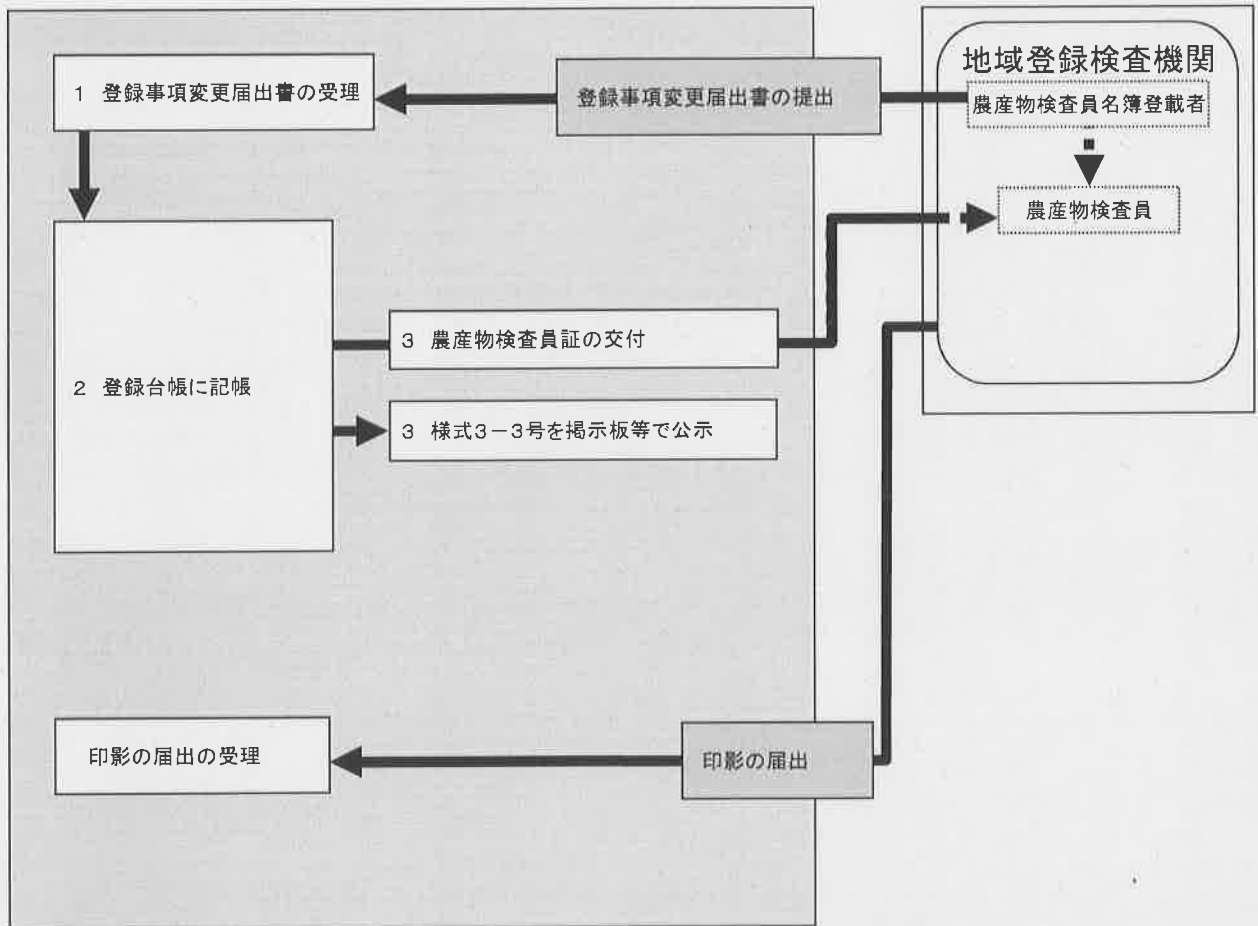 地域登録検査機関
1 登録事項変更届出書の受理
登録事項変更届出書の提出
農産物検査員名簿登載者
農産物検査員
2 登録台帳に記帳
3 農産物検査員証の交付
3 様式3-3号を掲示板等で公示
印影の届出の受理
印影の届出